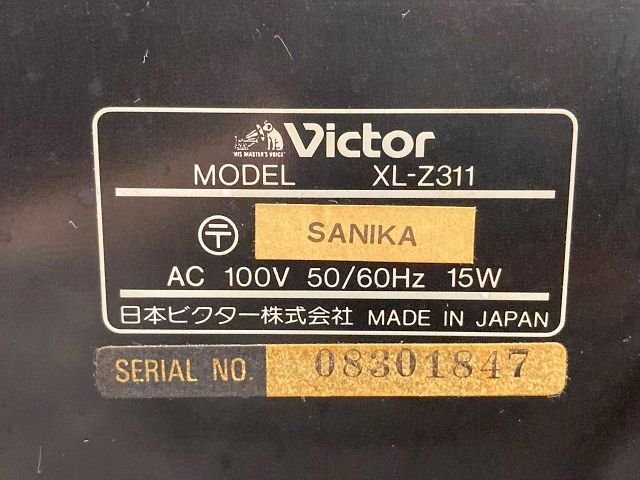 Victor
"HIS MASTER'S VOICE"
MODEL XL-Z311
〒 SANIKA
AC 100V 50/60Hz 15W
日本ビクター株式会社 MADE IN JAPAN
SERIAL NO. 08301847